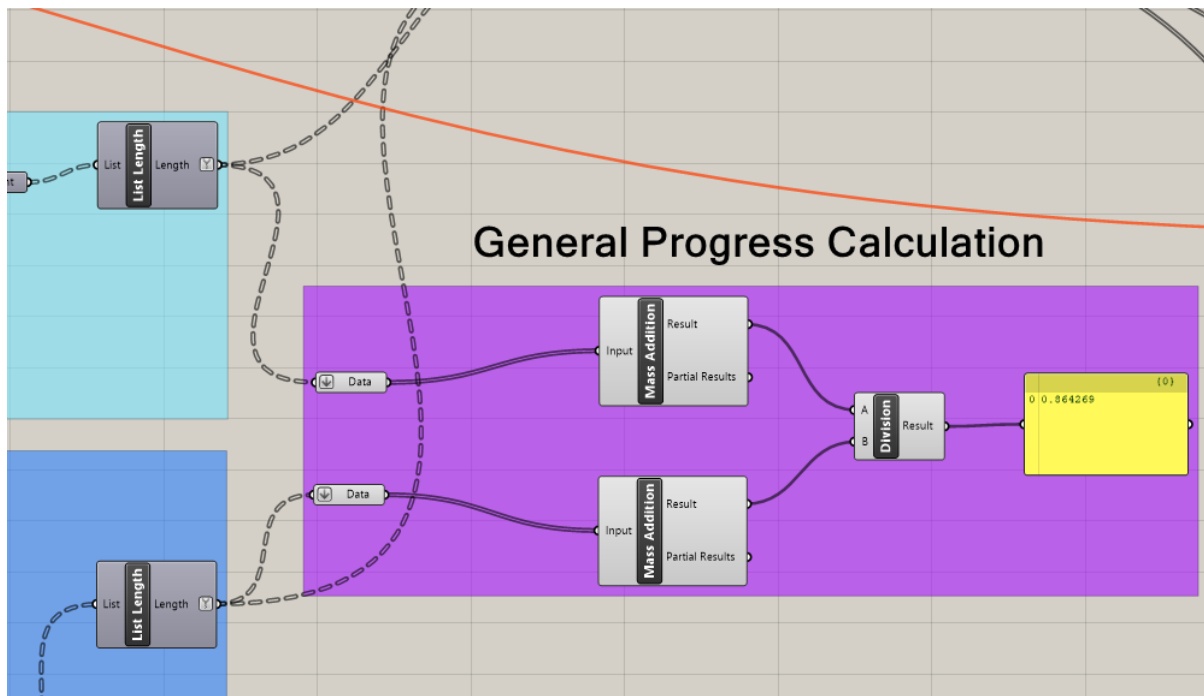 List
List Length
Length
General Progress Calculation
Input
Mass Addition
Result
Partial Results
Data
A
B
Division
Result
{0}
0 0.864269
Data
Input
Mass Addition
Result
Partial Results
List
List Length
Length